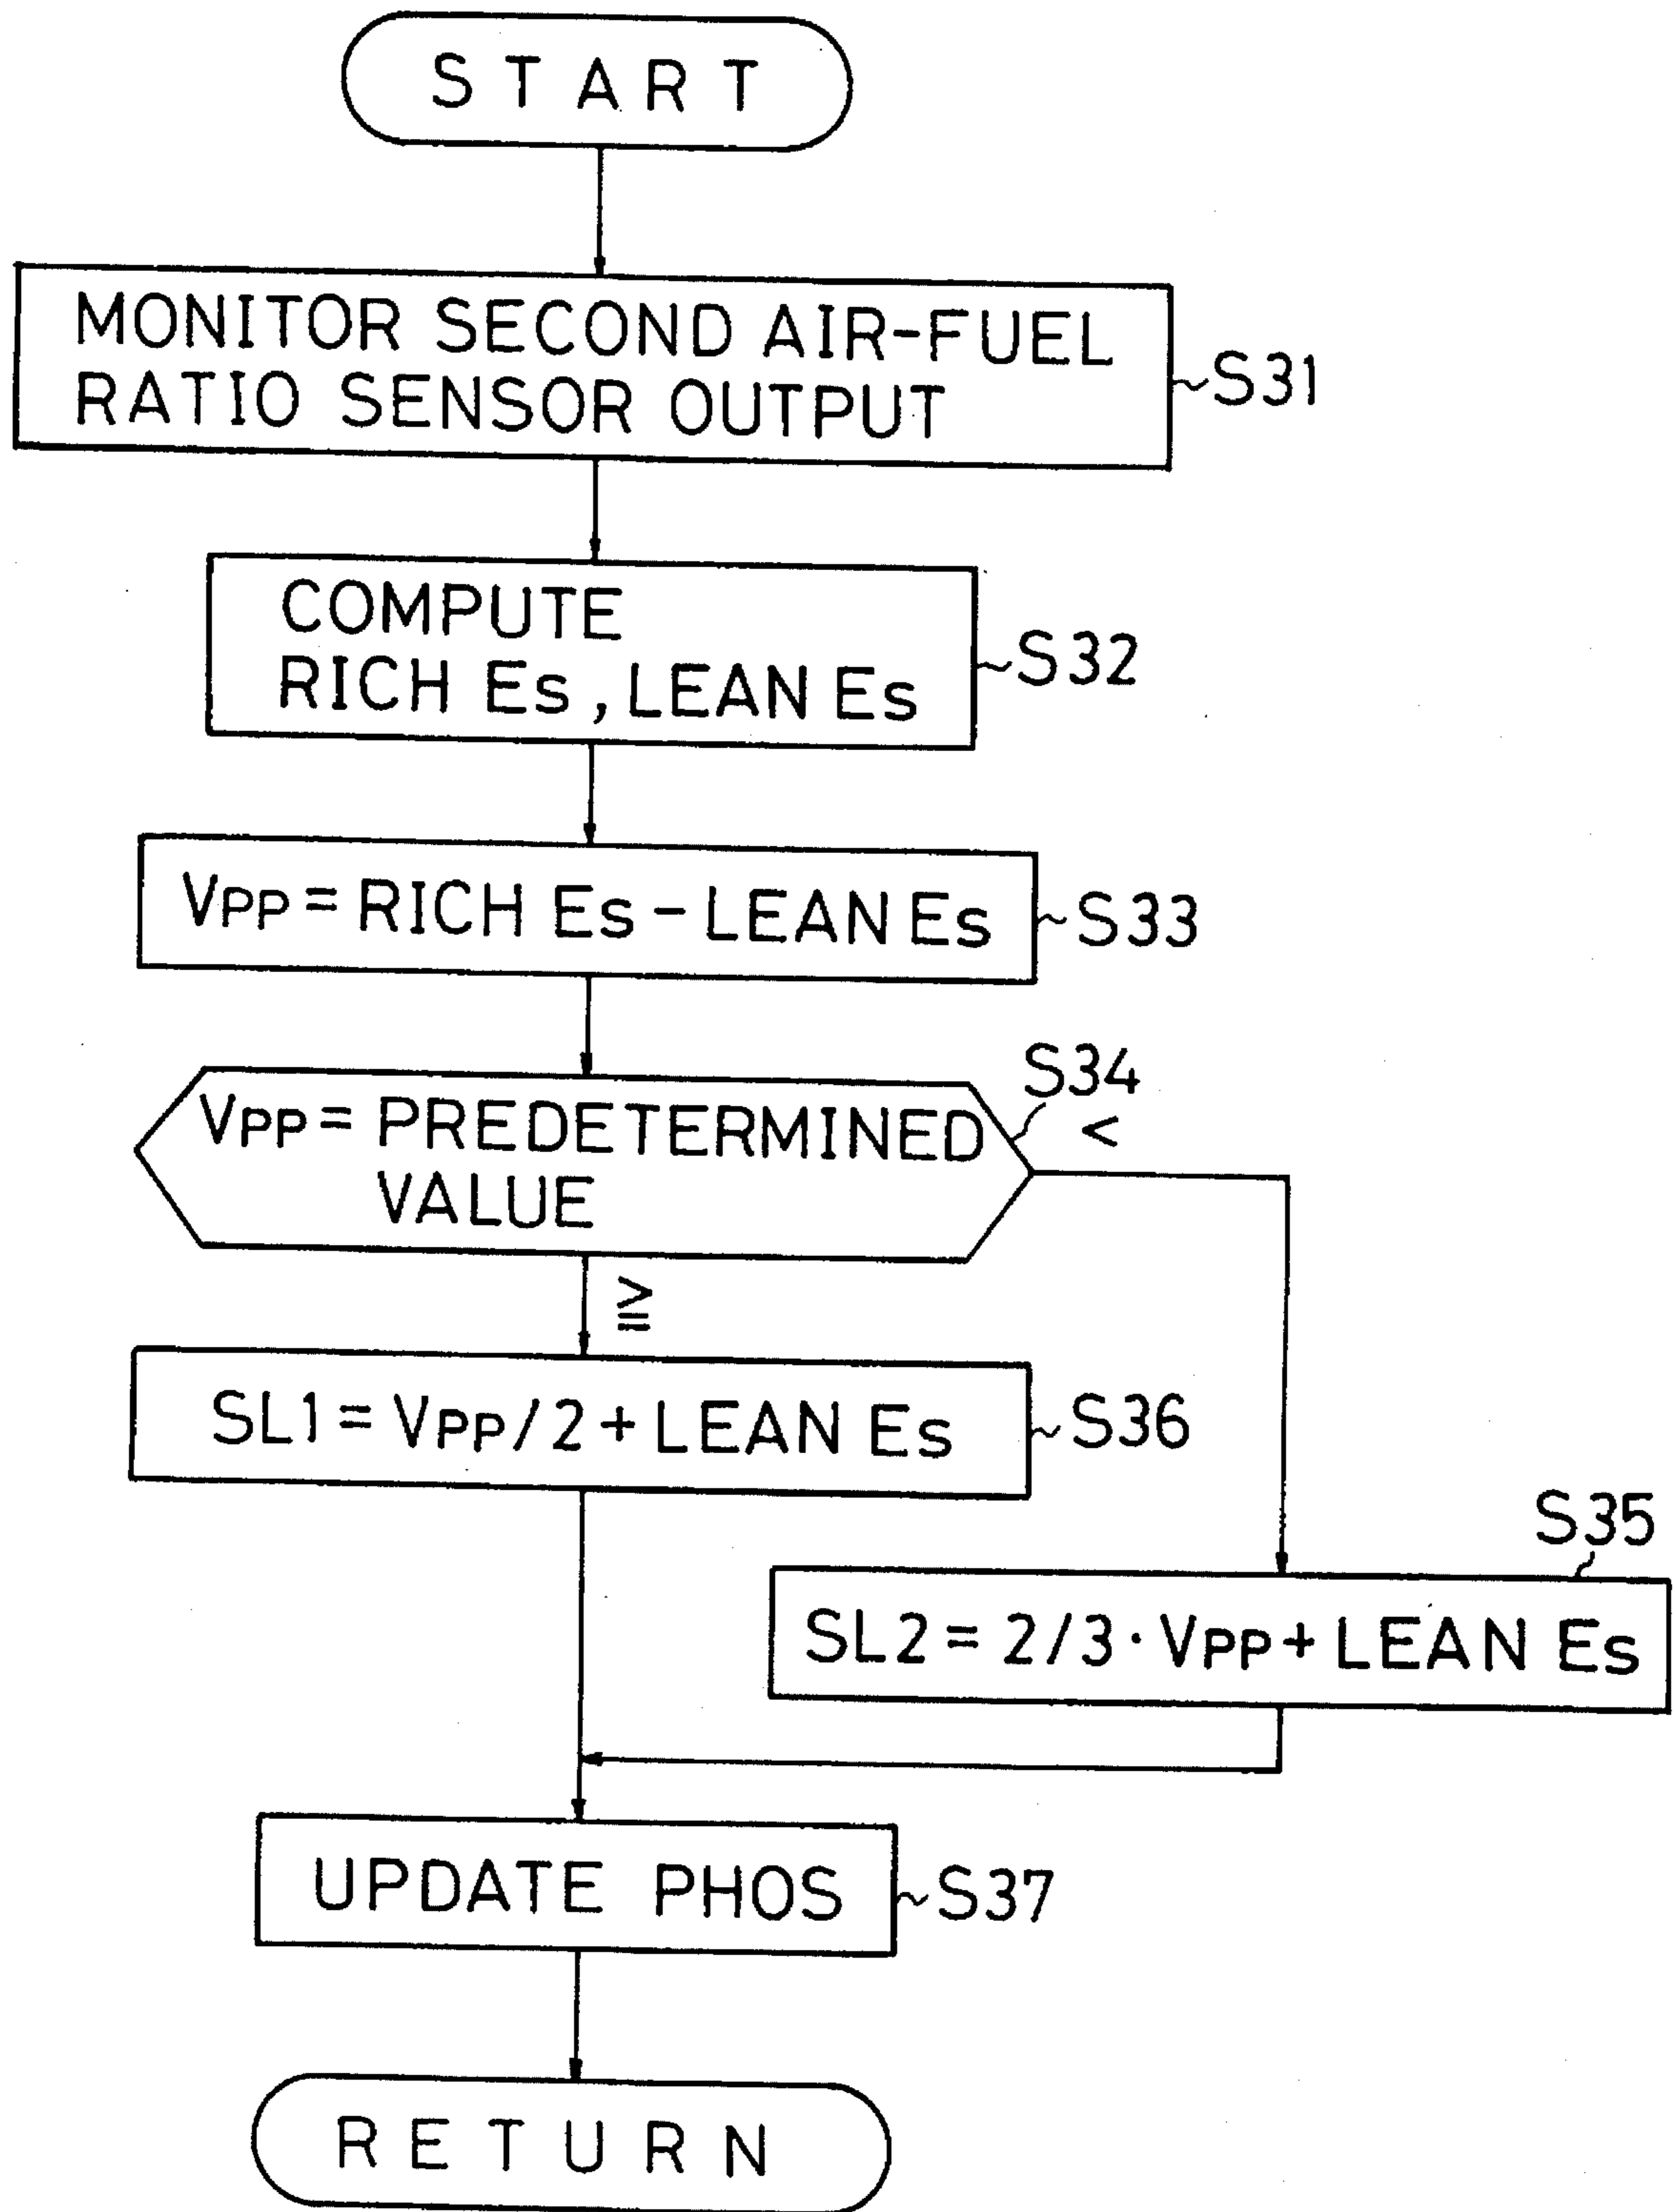 START
MONITOR SECOND AIR-FUEL
RATIO SENSOR OUTPUT
S31
COMPUTE
RICH Es, LEAN Es
S32
VPP = RICH Es - LEAN Es
S33
S34
VPP = PREDETERMINED
VALUE
<
≧
SL1 = VPP/2 + LEAN Es
S36
S35
SL2 = 2/3 · VPP + LEAN Es
UPDATE PHOS
S37
RETURN